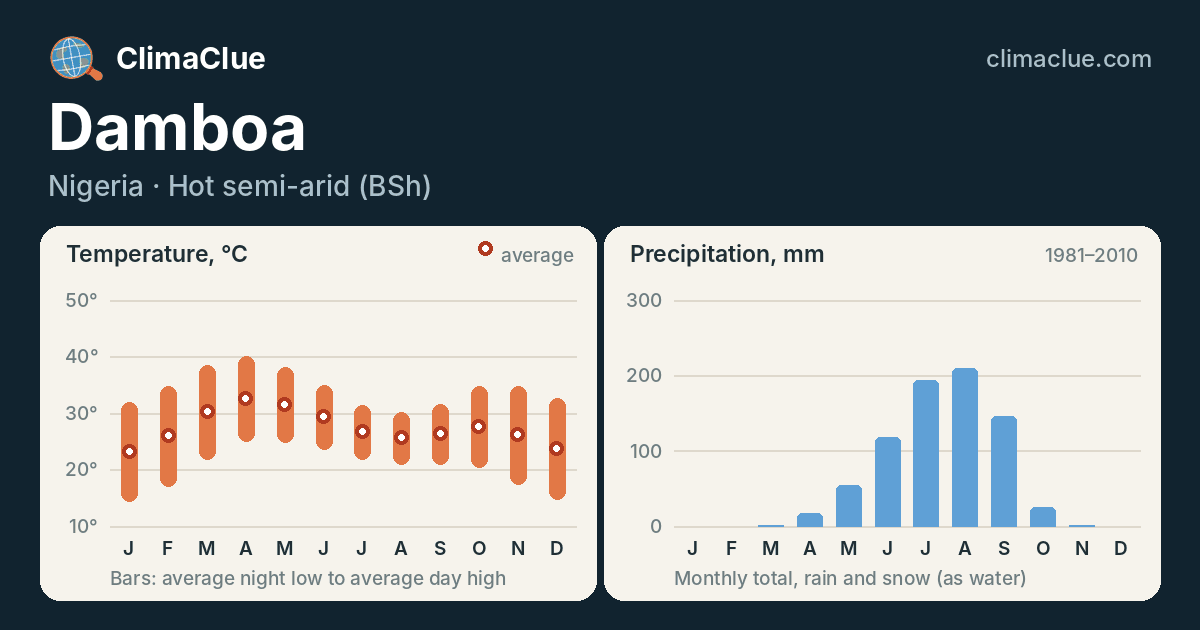 ClimaClue
climaclue.com
Damboa
Nigeria · Hot semi-arid (BSh)
Temperature, °C
average
50°
40°
30°
20°
10°
J F M A M J J A S O N D
Bars: average night low to average day high
Precipitation, mm
1981–2010
300
200
100
0
J F M A M J J A S O N D
Monthly total, rain and snow (as water)